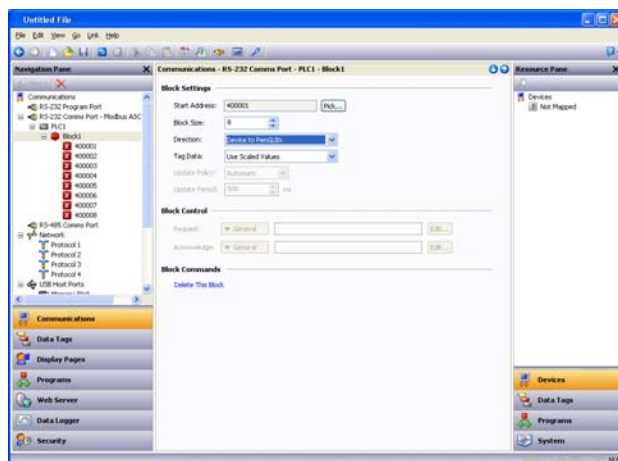 Untitled File
File Edit View Go Link Help
Navigation Pane
Communications - RS-232 Comms Port - PLC1 - Block1
Resource Pane
Communications
RS-232 Program Port
RS-232 Comms Port - Modbus ASC
PLC1
Block1
400001
400002
400003
400004
400005
400006
400007
400008
RS-485 Comms Port
Network
Protocol 1
Protocol 2
Protocol 3
Protocol 4
USB Host Ports
Memory Stick
Communications
Data Tags
Display Pages
Programs
Web Server
Data Logger
Security
Block Settings
Start Address: 400001 Pick...
Block Size: 8
Direction:
Tag Data: Use Scaled Values
Update Policy: Automatic
Update Period: ms
Block Control
Request: General Edit...
Acknowledge: General Edit...
Block Commands
Delete This Block
Devices
Not Mapped
Devices
Data Tags
Programs
System